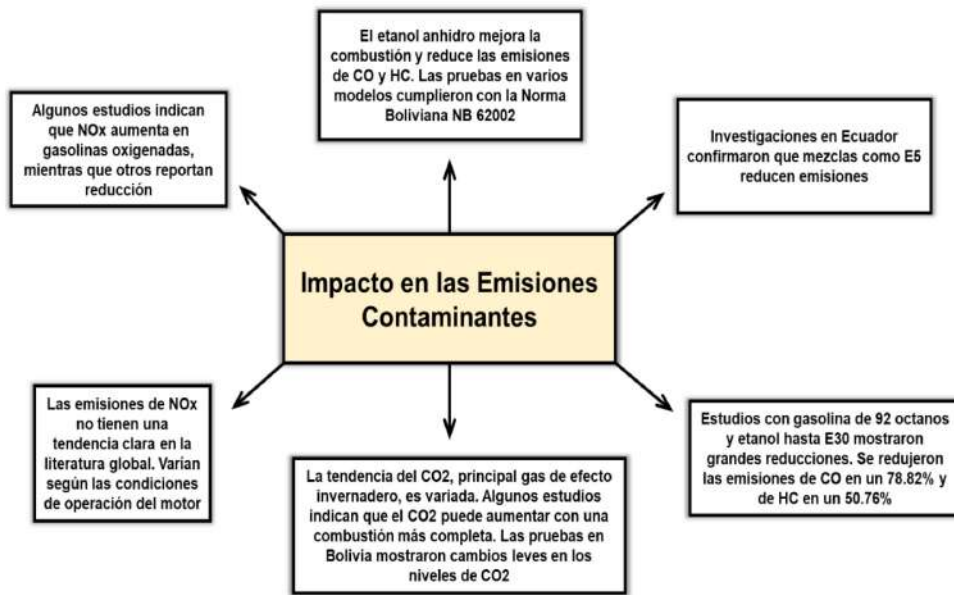 El etanol anhidro mejora la
combustión y reduce las emisiones
de CO y HC. Las pruebas en varios
modelos cumplieron con la Norma
Boliviana NB 62002
Algunos estudios indican
que NOx aumenta en
gasolinas oxigenadas,
mientras que otros reportan
reducción
Investigaciones en Ecuador
confirmaron que mezclas como E5
reducen emisiones
Impacto en las Emisiones
Contaminantes
Las emisiones de NOx
no tienen una
tendencia clara en la
literatura global. Varían
según las condiciones
de operación del motor
La tendencia del CO2, principal gas de efecto
invernadero, es variada. Algunos estudios
indican que el CO2 puede aumentar con una
combustión más completa. Las pruebas en
Bolivia mostraron cambios leves en los
niveles de CO2
Estudios con gasolina de 92 octanos
y etanol hasta E30 mostraron
grandes reducciones. Se redujeron
las emisiones de CO en un 78.82% y
de HC en un 50.76%